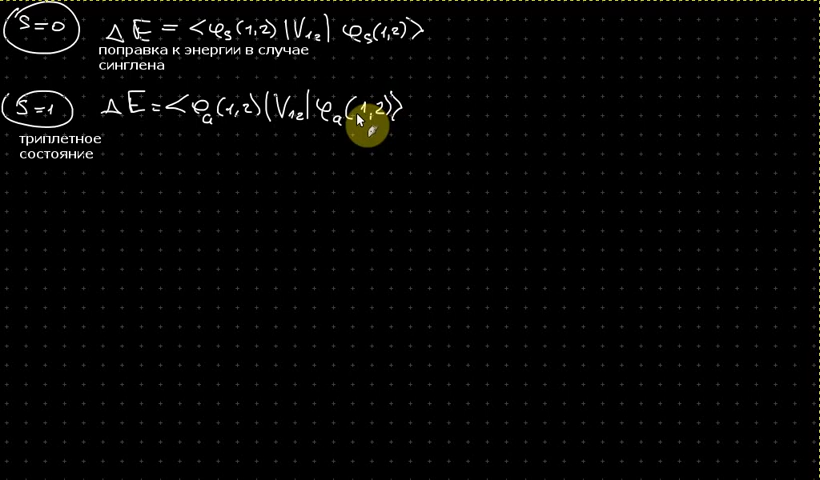 S=0 ΔE = <φs(1,2) |V12| φs(1,2)>
поправка к энергии в случае
синглена
S=1 ΔE = <φa(1,2) |V12| φa(1,2)>
триплетное
состояние